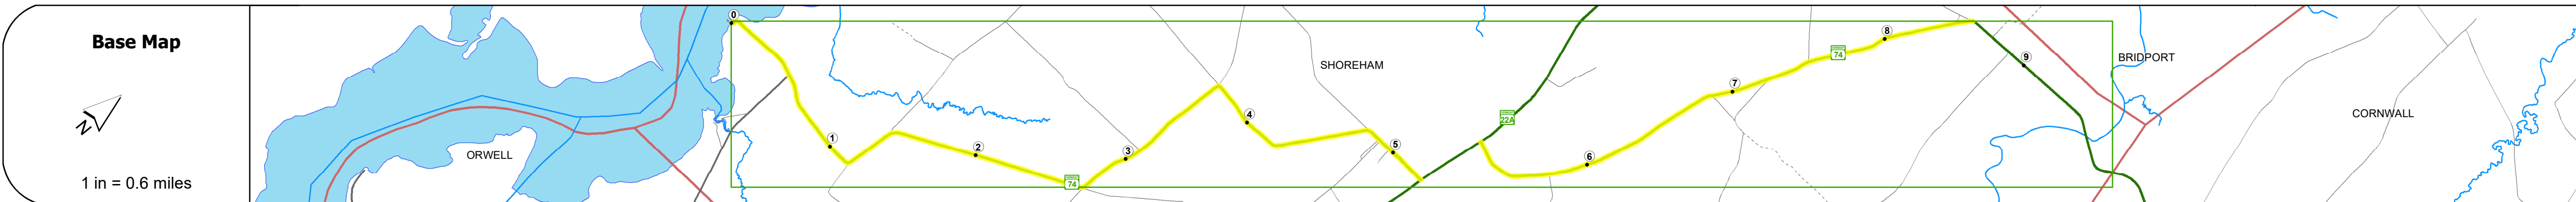 Base Map
N
1 in = 0.6 miles
ORWELL
0
1
2
74
3
4
SHOREHAM
5
22A
6
7
74
8
9
BRIDPORT
CORNWALL